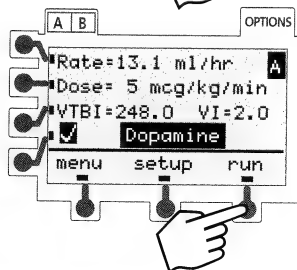 A B OPTIONS
Rate=13.1 ml/hr A
Dose= 5 mcg/kg/min
VTBI=248.0 VI=2.0
Dopamine
menu setup run